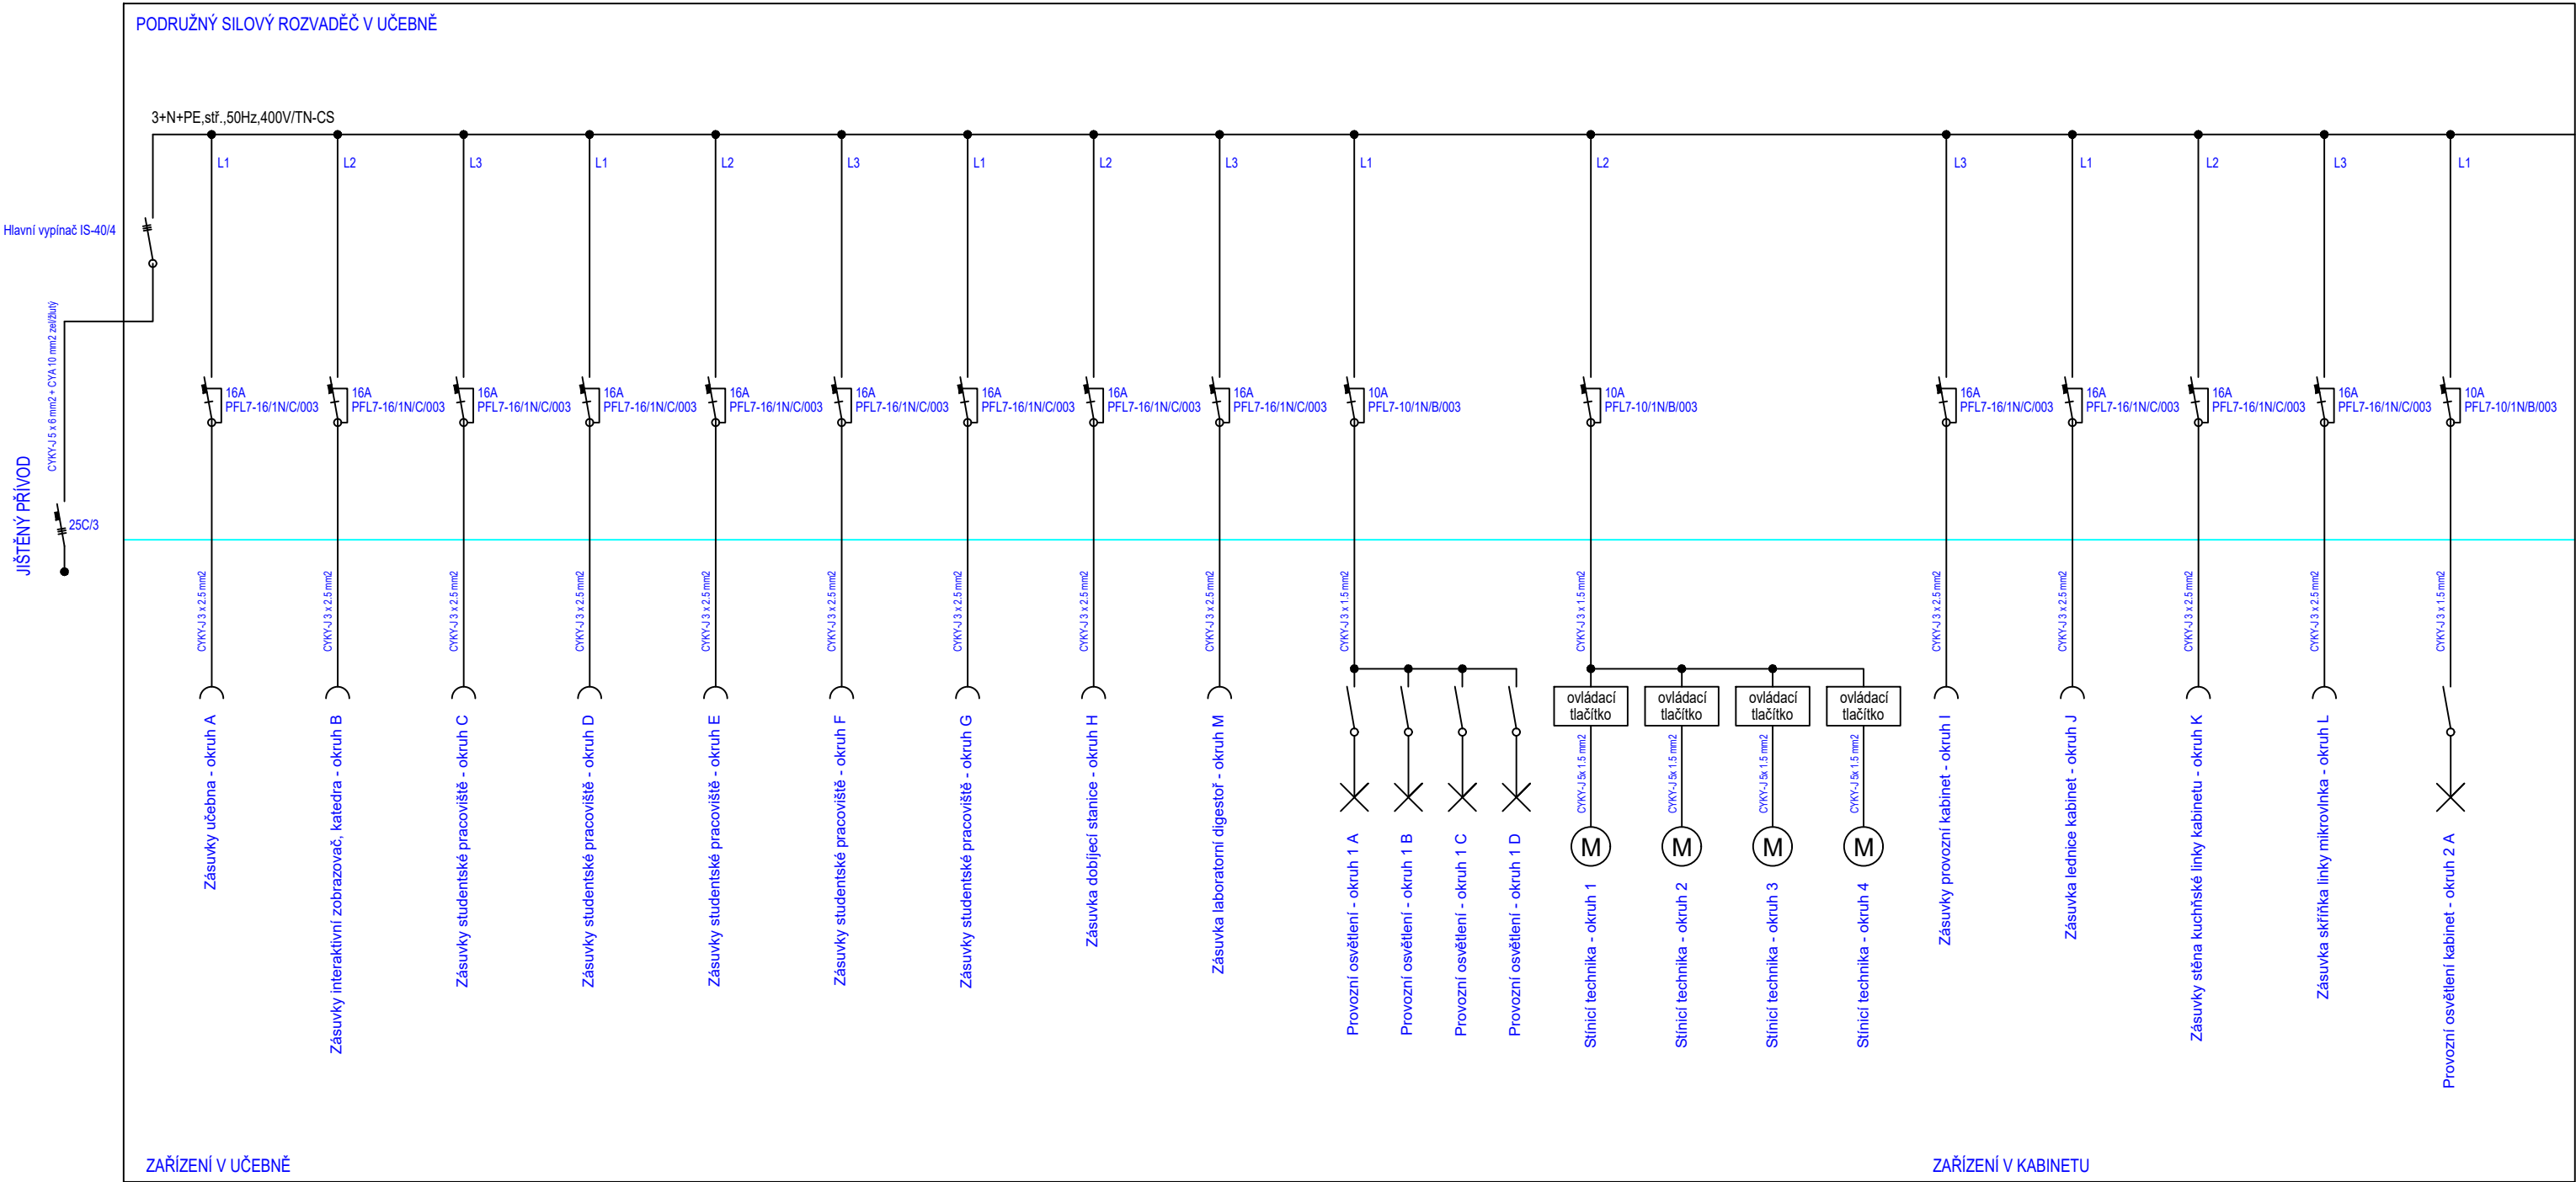 PODRUŽNÝ SILOVÝ ROZVADĚČ V UČEBNĚ
3+N+PE,stř.,50Hz,400V/TN-CS
L1
L2
L3
L1
L2
L3
L1
L2
L3
L1
L2
L3
L1
L2
L3
L1
Hlavní vypínač IS-40/4
CYKY-J 5 x 6 mm2 + CYA 10 mm2 zel/žlutý
JIŠTĚNÝ PŘÍVOD
25C/3
16A
PFL7-16/1N/C/003
16A
PFL7-16/1N/C/003
16A
PFL7-16/1N/C/003
16A
PFL7-16/1N/C/003
16A
PFL7-16/1N/C/003
16A
PFL7-16/1N/C/003
16A
PFL7-16/1N/C/003
16A
PFL7-16/1N/C/003
16A
PFL7-16/1N/C/003
10A
PFL7-10/1N/B/003
10A
PFL7-10/1N/B/003
16A
PFL7-16/1N/C/003
16A
PFL7-16/1N/C/003
16A
PFL7-16/1N/C/003
16A
PFL7-16/1N/C/003
10A
PFL7-10/1N/B/003
CYKY-J 3 x 2.5 mm2
CYKY-J 3 x 2.5 mm2
CYKY-J 3 x 2.5 mm2
CYKY-J 3 x 2.5 mm2
CYKY-J 3 x 2.5 mm2
CYKY-J 3 x 2.5 mm2
CYKY-J 3 x 2.5 mm2
CYKY-J 3 x 2.5 mm2
CYKY-J 3 x 2.5 mm2
CYKY-J 3 x 1.5 mm2
CYKY-J 3 x 1.5 mm2
CYKY-J 3 x 2.5 mm2
CYKY-J 3 x 2.5 mm2
CYKY-J 3 x 2.5 mm2
CYKY-J 3 x 2.5 mm2
CYKY-J 3 x 1.5 mm2
ovládací
tlačítko
ovládací
tlačítko
ovládací
tlačítko
ovládací
tlačítko
CYKY-J 5x 1.5 mm2
CYKY-J 5x 1.5 mm2
CYKY-J 5x 1.5 mm2
CYKY-J 5x 1.5 mm2
M
M
M
M
Zásuvky učebna - okruh A
Zásuvky interaktivní zobrazovač, katedra - okruh B
Zásuvky studentské pracoviště - okruh C
Zásuvky studentské pracoviště - okruh D
Zásuvky studentské pracoviště - okruh E
Zásuvky studentské pracoviště - okruh F
Zásuvky studentské pracoviště - okruh G
Zásuvka dobíjecí stanice - okruh H
Zásuvka laboratorní digestoř - okruh M
Provozní osvětlení - okruh 1 A
Provozní osvětlení - okruh 1 B
Provozní osvětlení - okruh 1 C
Provozní osvětlení - okruh 1 D
Stínicí technika - okruh 1
Stínicí technika - okruh 2
Stínicí technika - okruh 3
Stínicí technika - okruh 4
Zásuvky provozní kabinet - okruh I
Zásuvka lednice kabinet - okruh J
Zásuvky stěna kuchňské linky kabinetu - okruh K
Zásuvka skříňka linky mikrovlnka - okruh L
Provozní osvětlení kabinet - okruh 2 A
ZAŘÍZENÍ V UČEBNĚ
ZAŘÍZENÍ V KABINETU